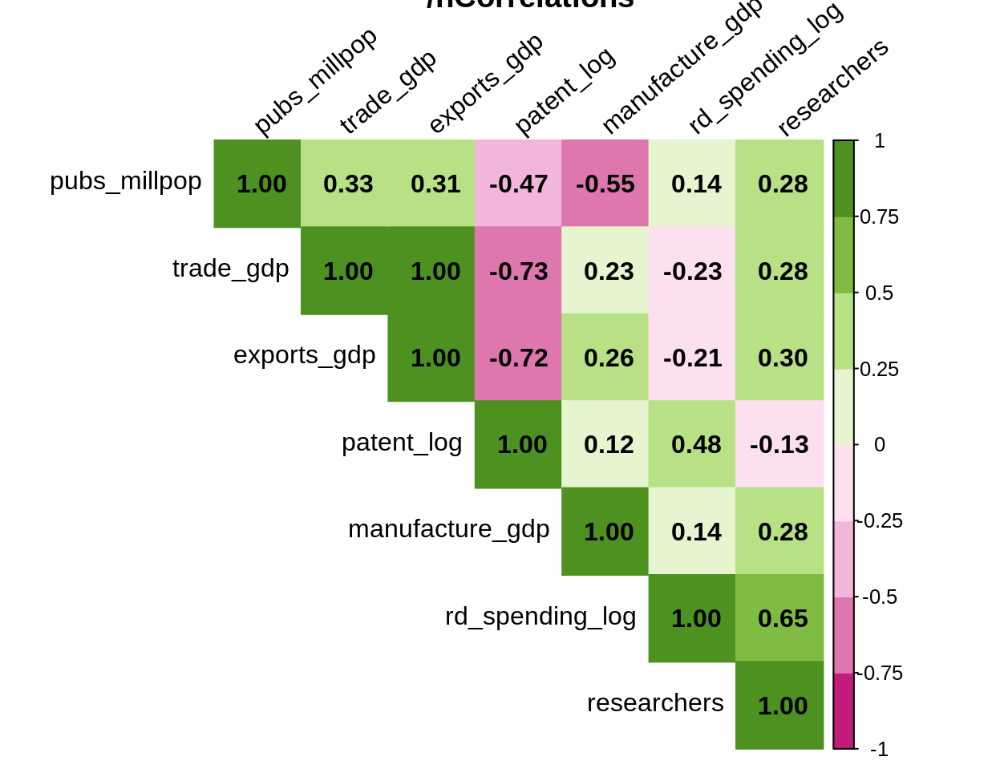 /nCorrelations
pubs_millpop
trade_gdp
exports_gdp
patent_log
manufacture_gdp
rd_spending_log
researchers
pubs_millpop 1.00 0.33 0.31 -0.47 -0.55 0.14 0.28
trade_gdp 1.00 1.00 -0.73 0.23 -0.23 0.28
exports_gdp 1.00 -0.72 0.26 -0.21 0.30
patent_log 1.00 0.12 0.48 -0.13
manufacture_gdp 1.00 0.14 0.28
rd_spending_log 1.00 0.65
researchers 1.00
1
0.75
0.5
0.25
0
-0.25
-0.5
-0.75
-1